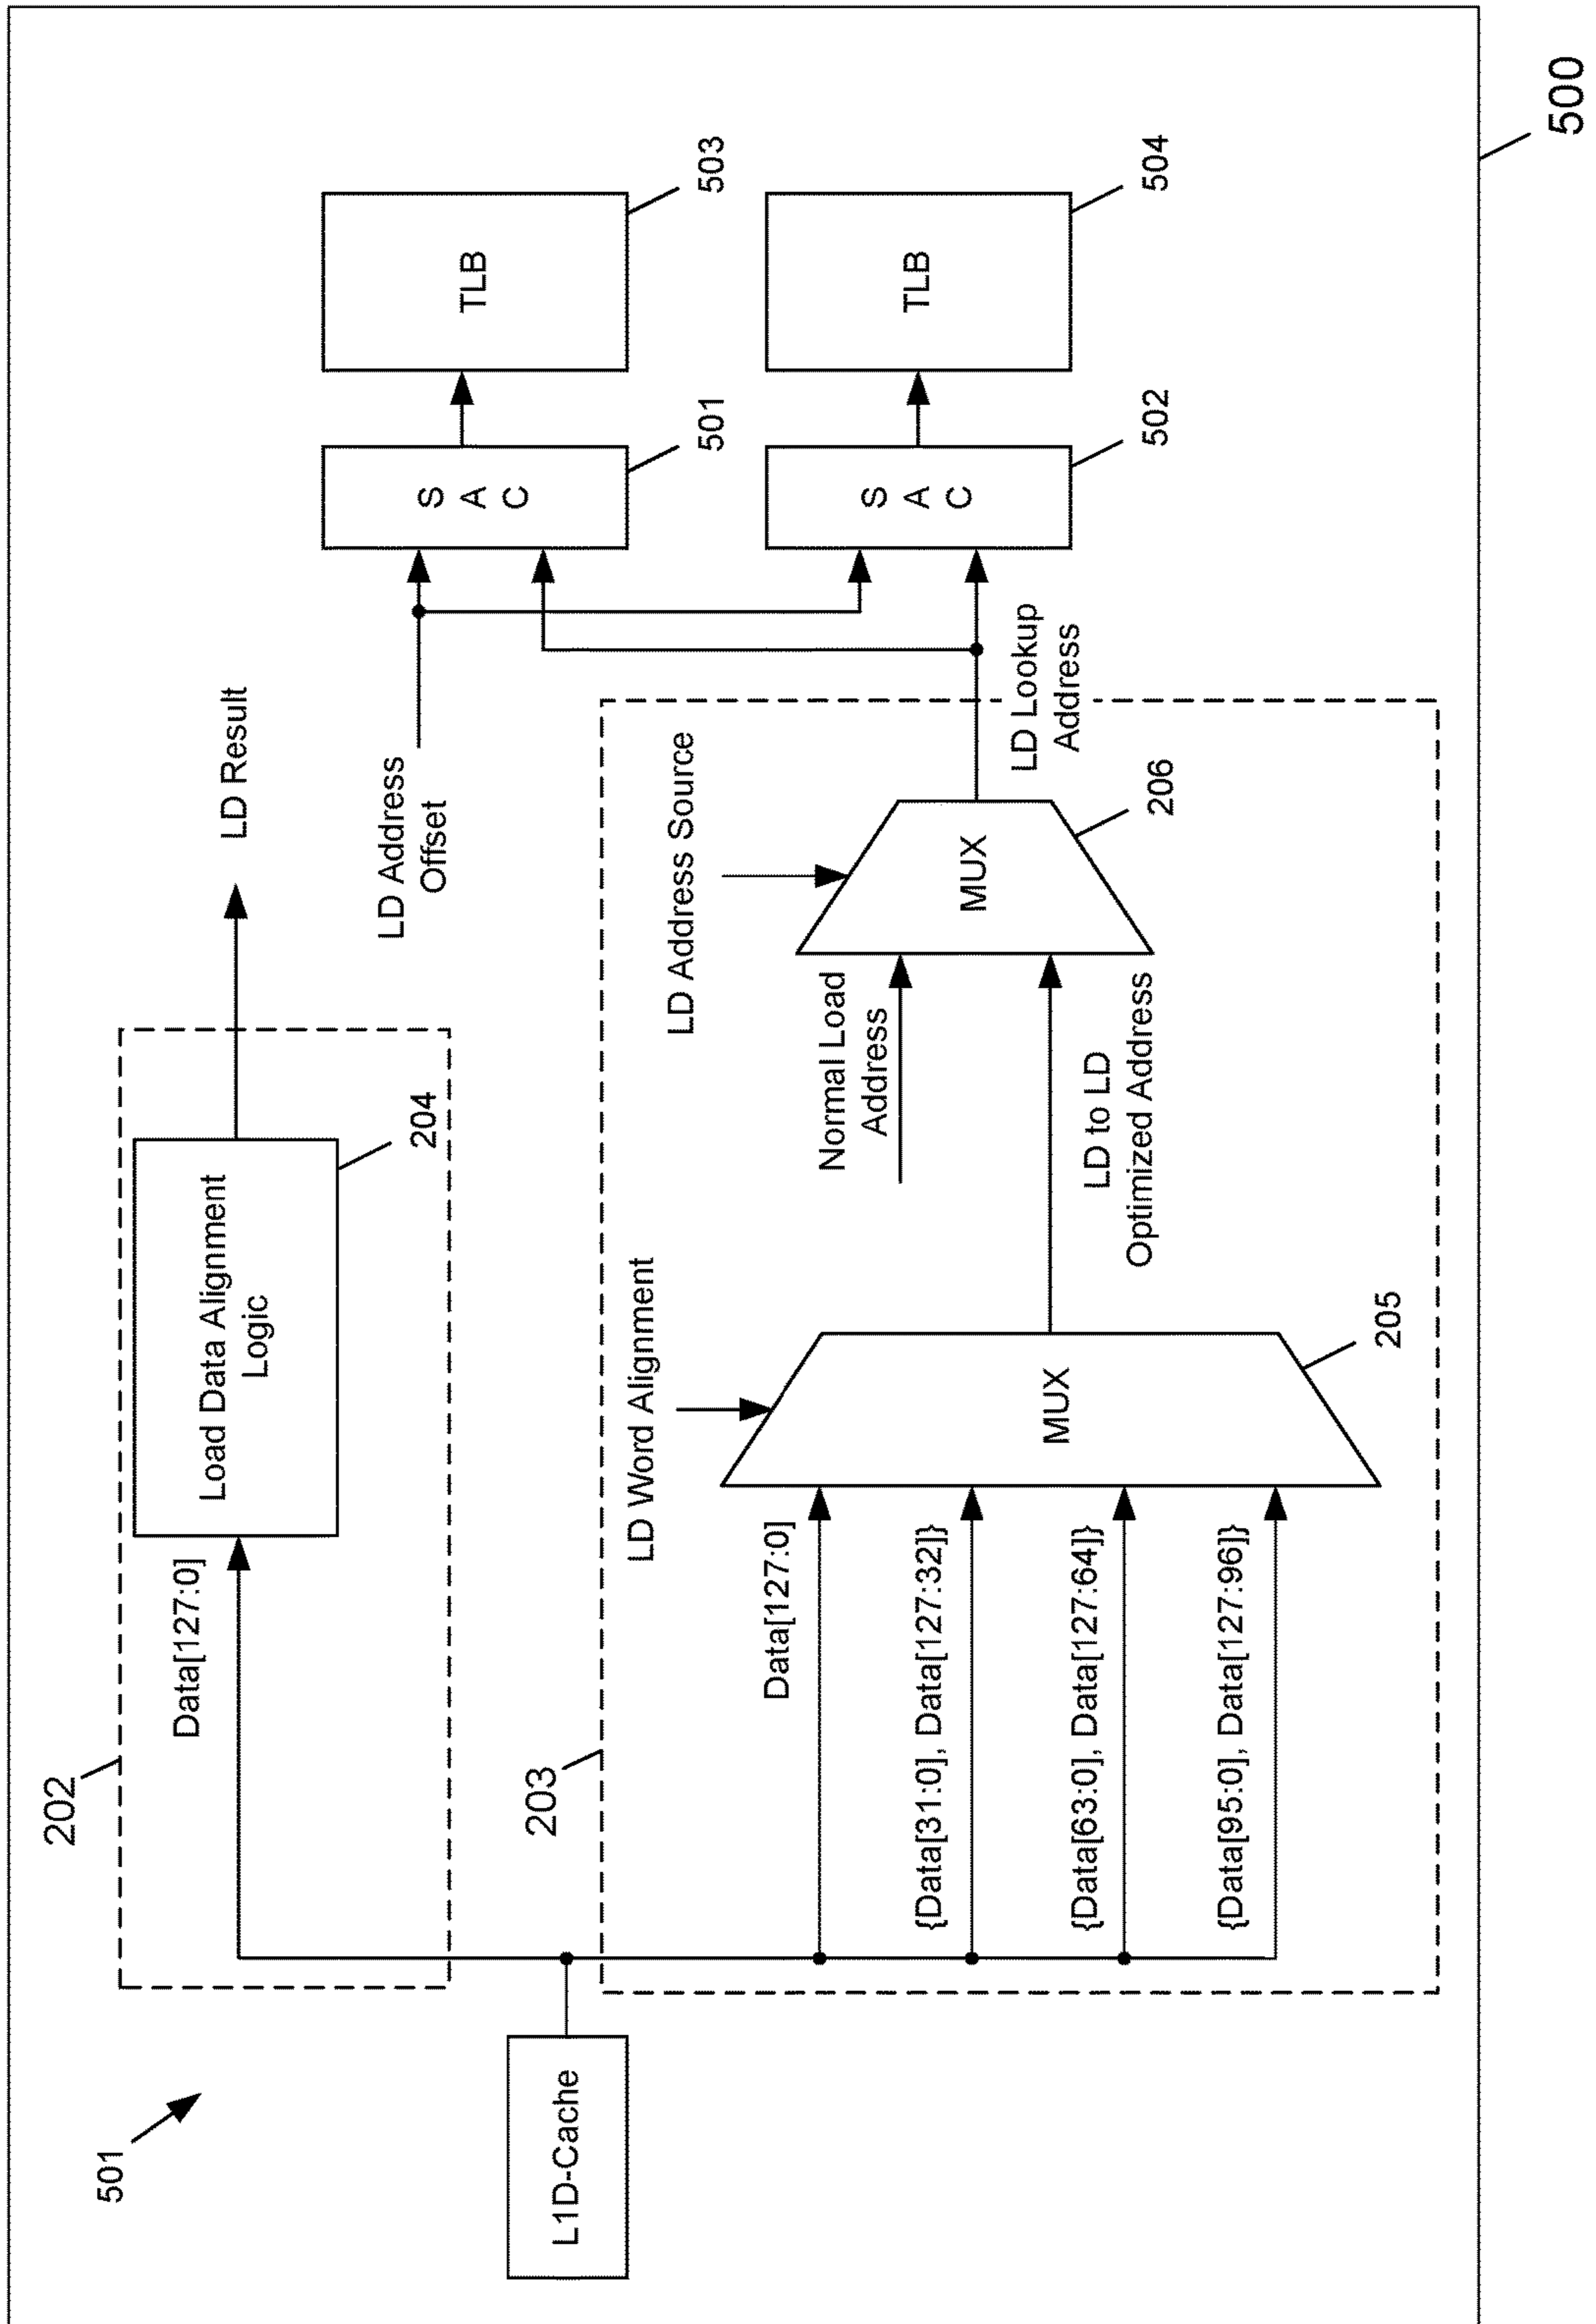 501
202
Data[127:0]
Load Data Alignment
Logic
204
LD Result
L1D-Cache
203
LD Word Alignment
Data[127:0]
{Data[31:0], Data[127:32]}
{Data[63:0], Data[127:64]}
{Data[95:0], Data[127:96]}
MUX
205
LD to LD
Optimized Address
Normal Load
Address
LD Address Source
MUX
206
LD Lookup
Address
LD Address
Offset
S
A
C
501
TLB
503
S
A
C
502
TLB
504
500